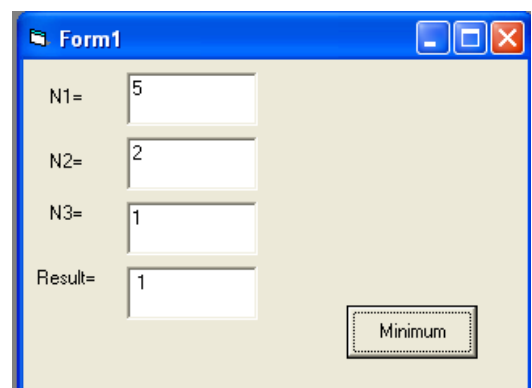 Form1
N1= 5
N2= 2
N3= 1
Result= 1
Minimum